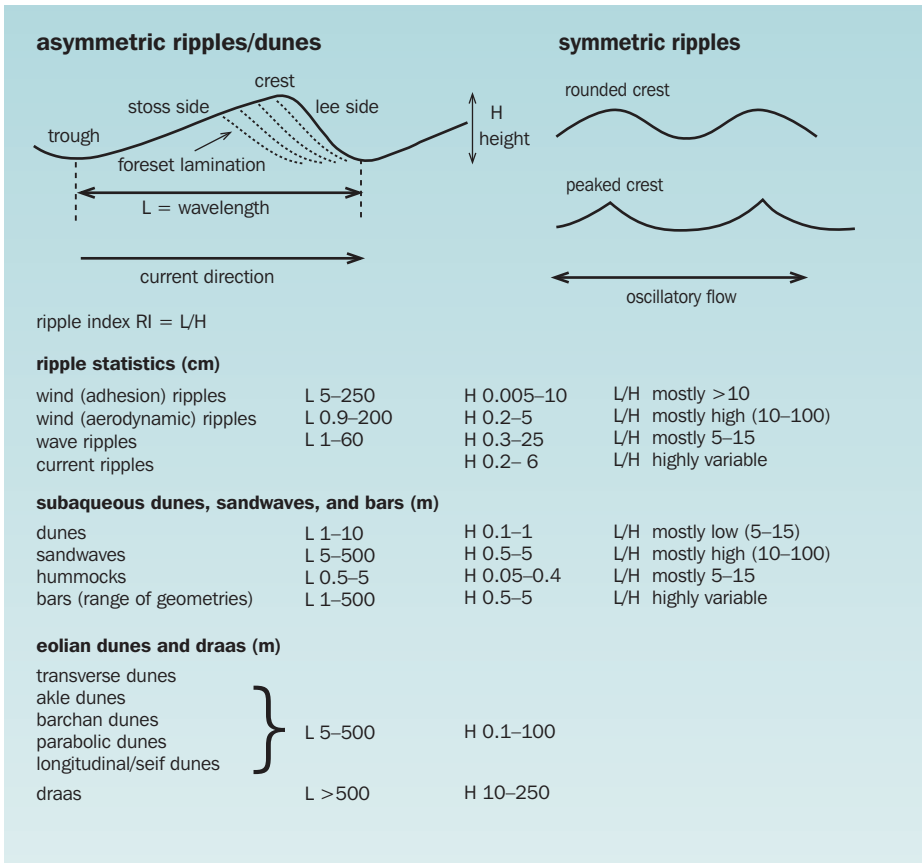 asymmetric ripples/dunes
crest
stoss side
lee side
trough
foreset lamination
H
height
L = wavelength
current direction
symmetric ripples
rounded crest
peaked crest
oscillatory flow
ripple index RI = L/H
ripple statistics (cm)
wind (adhesion) ripples L 5–250 H 0.005–10 L/H mostly >10
wind (aerodynamic) ripples L 0.9–200 H 0.2–5 L/H mostly high (10–100)
wave ripples L 1–60 H 0.3–25 L/H mostly 5–15
current ripples H 0.2– 6 L/H highly variable
subaqueous dunes, sandwaves, and bars (m)
dunes L 1–10 H 0.1–1 L/H mostly low (5–15)
sandwaves L 5–500 H 0.5–5 L/H mostly high (10–100)
hummocks L 0.5–5 H 0.05–0.4 L/H mostly 5–15
bars (range of geometries) L 1–500 H 0.5–5 L/H highly variable
eolian dunes and draas (m)
transverse dunes
akle dunes
barchan dunes
parabolic dunes
longitudinal/seif dunes
L 5–500 H 0.1–100
draas L >500 H 10–250